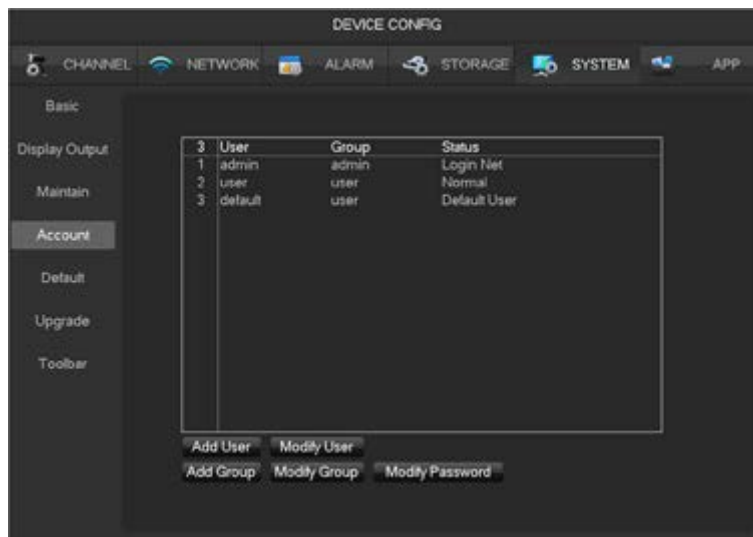 DEVICE CONFIG
CHANNEL NETWORK ALARM STORAGE SYSTEM APP
Basic
Display Output
Maintain
Account
Default
Upgrade
Toolbar
3 User Group Status
1 admin admin Login Net
2 user user Normal
3 default user Default User
Add User Modify User
Add Group Modify Group Modify Password